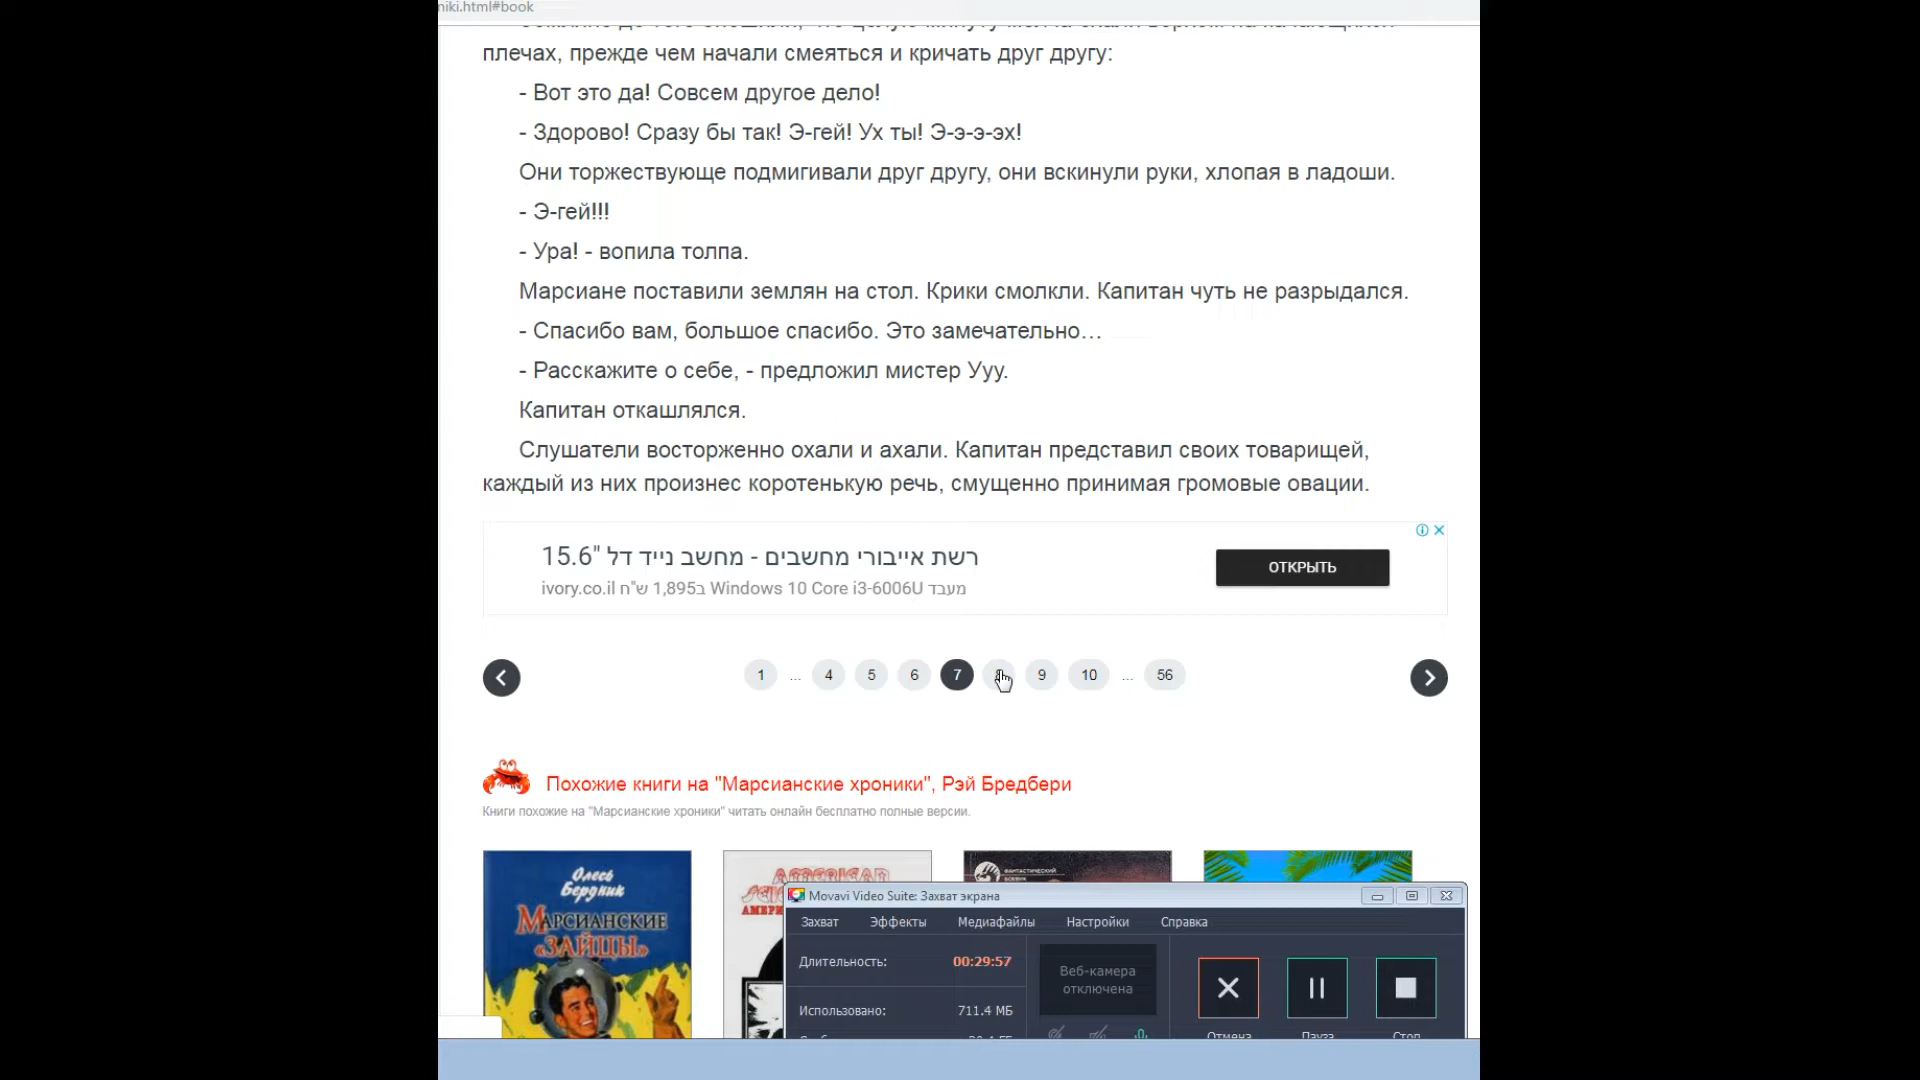 niki.html#book
плечах, прежде чем начали смеяться и кричать друг другу:
- Вот это да! Совсем другое дело!
- Здорово! Сразу бы так! Э-гей! Ух ты! Э-э-э-эх!
Они торжествующе подмигивали друг другу, они вскинули руки, хлопая в ладоши.
- Э-гей!!!
- Ура! - вопила толпа.
Марсиане поставили землян на стол. Крики смолкли. Капитан чуть не разрыдался.
- Спасибо вам, большое спасибо. Это замечательно…
- Расскажите о себе, - предложил мистер Ууу.
Капитан откашлялся.
Слушатели восторженно охали и ахали. Капитан представил своих товарищей,
каждый из них произнес коротенькую речь, смущенно принимая громовые овации.
רשת אייבורי מחשבים - מחשב נייד דל "15.6
מעבד Windows 10 Core i3-6006U ב1,895 ש"ח ivory.co.il
ОТКРЫТЬ
1 ... 4 5 6 7 9 10 ... 56
Похожие книги на "Марсианские хроники", Рэй Бредбери
Книги похожие на "Марсианские хроники" читать онлайн бесплатно полные версии.
Олесь
Бердник
МАРСИАНСКИЕ
«ЗАЙЦЫ»
AMERICAN
ФАНТАСТИЧЕСКИЙ
БОЕВИК
Movavi Video Suite: Захват экрана
Захват Эффекты Медиафайлы Настройки Справка
Длительность: 00:29:57
Веб-камера
отключена
Использовано: 711.4 МБ
Отмена Пауза Стоп